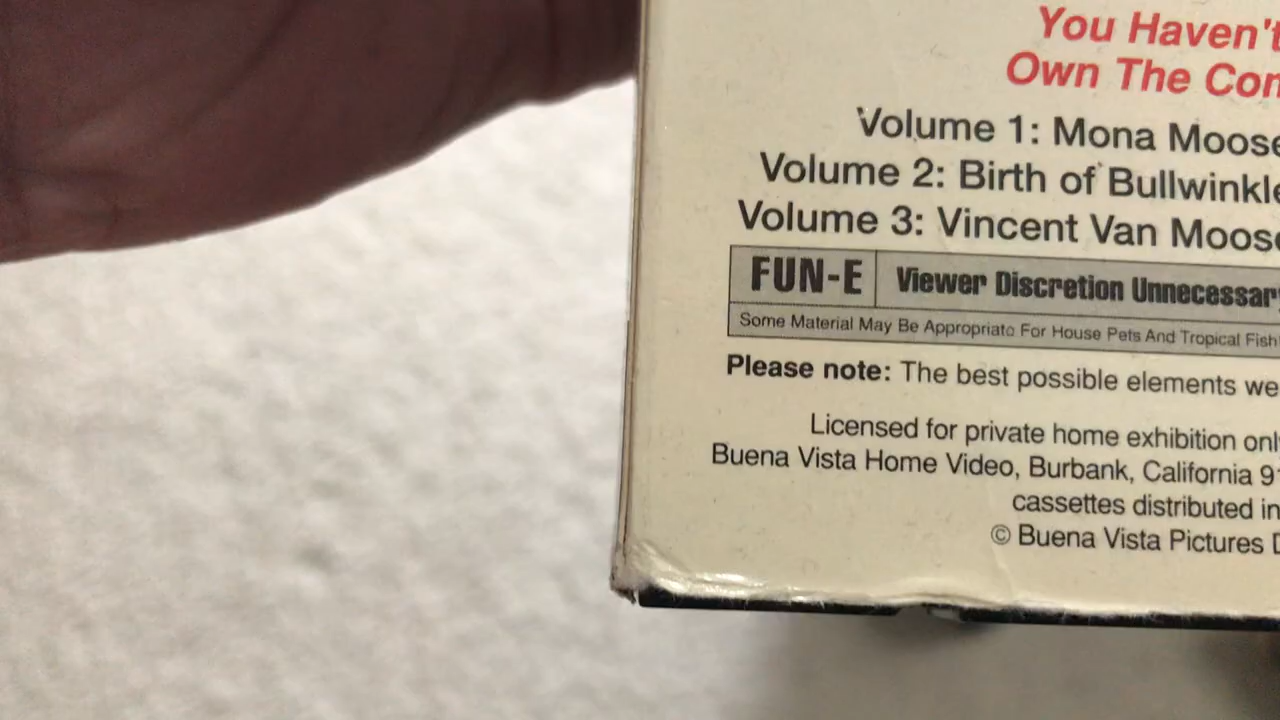 You Haven't
Own The Con
Volume 1: Mona Moose
Volume 2: Birth of Bullwinkle
Volume 3: Vincent Van Moose
FUN-E Viewer Discretion Unnecessary
Some Material May Be Appropriate For House Pets And Tropical Fish
Please note: The best possible elements we
Licensed for private home exhibition onl
Buena Vista Home Video, Burbank, California 9
cassettes distributed in
© Buena Vista Pictures D